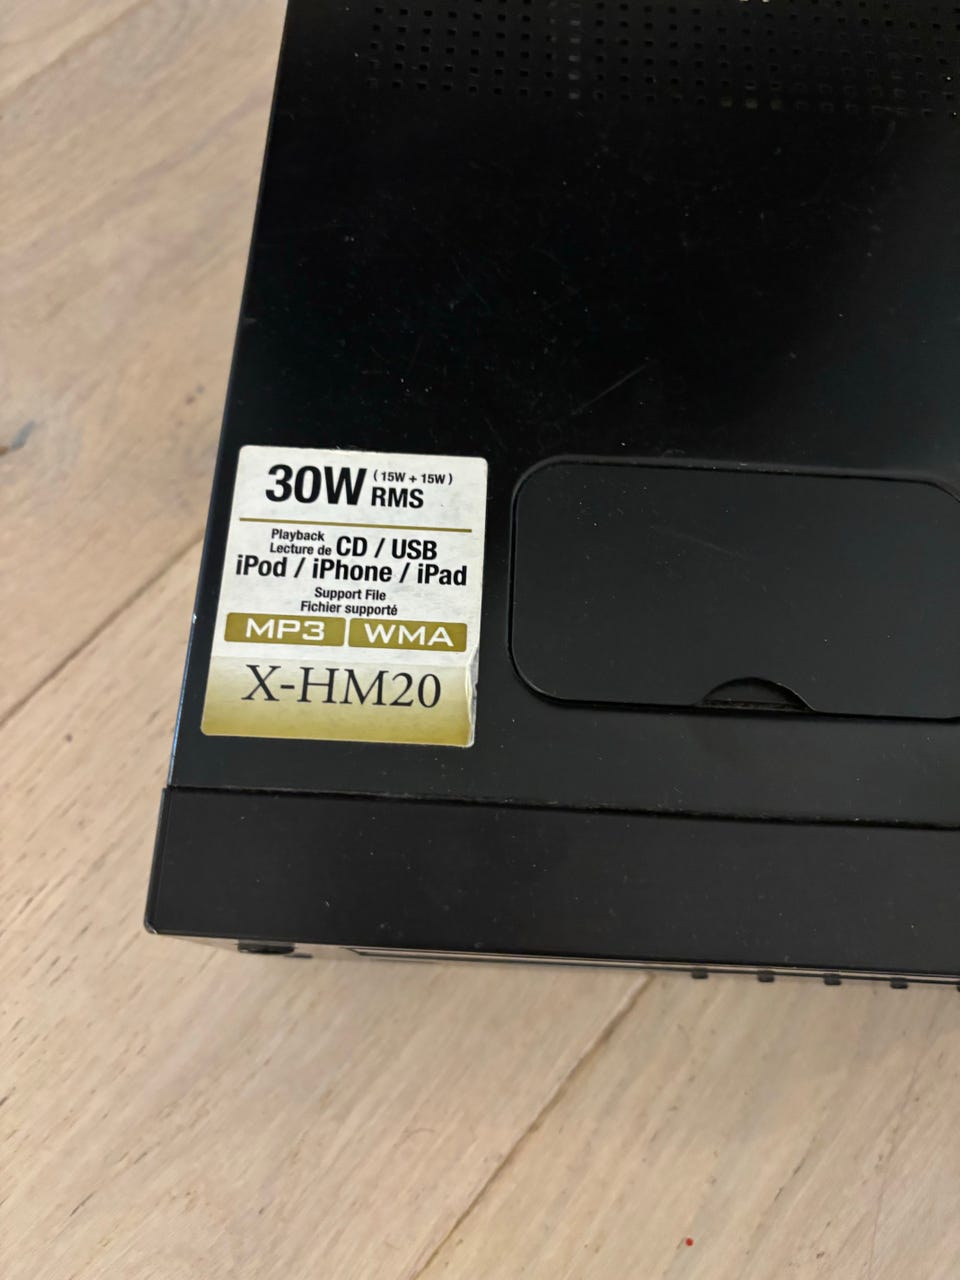 30W (15W + 15W) RMS
Playback
Lecture de CD / USB
iPod / iPhone / iPad
Support File
Fichier supporté
MP3 WMA
X-HM20